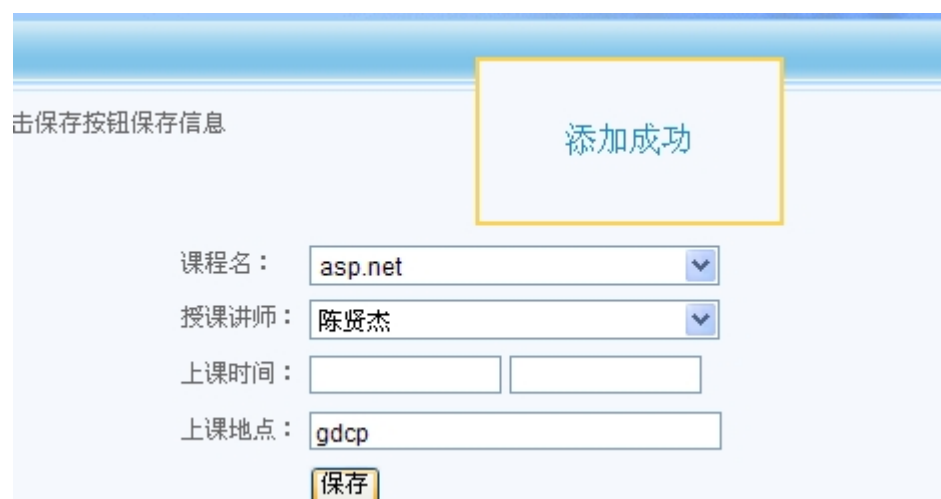 击保存按钮保存信息
添加成功
课程名：
asp.net
授课讲师：
陈贤杰
上课时间：
上课地点：
gdcp
保存